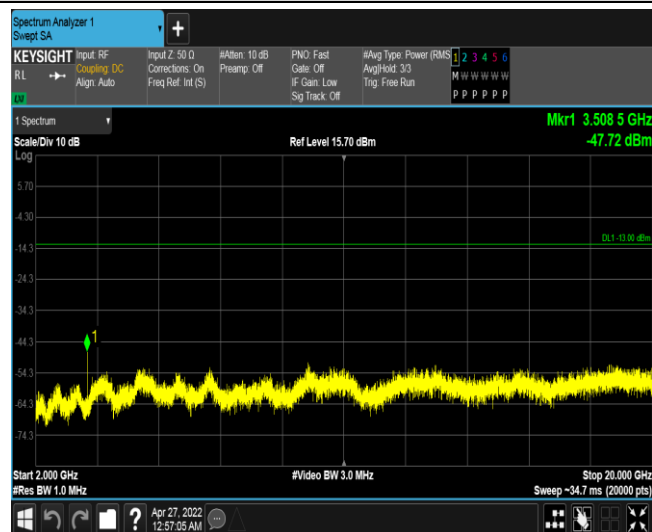 Spectrum Analyzer 1
Swept SA
+
KEYSIGHT Input: RF Input Z: 50 Ω #Atten: 10 dB PNO: Fast #Avg Type: Power (RMS 1 2 3 4 5 6
RL Coupling: DC Corrections: On Preamp: Off Gate: Off Avg|Hold: 3/3 M W W W W W
Align: Auto Freq Ref: Int (S) IF Gain: Low Trig: Free Run
Sig Track: Off P P P P P P
1 Spectrum
Mkr1 3.508 5 GHz
Scale/Div 10 dB Ref Level 15.70 dBm -47.72 dBm
Log
5.70
-4.30
DL1 -13.00 dBm
-14.3
-24.3
-34.3
1
-44.3
-54.3
-64.3
-74.3
Start 2.000 GHz #Video BW 3.0 MHz Stop 20.000 GHz
#Res BW 1.0 MHz Sweep ~34.7 ms (20000 pts)
? Apr 27, 2022
12:57:05 AM